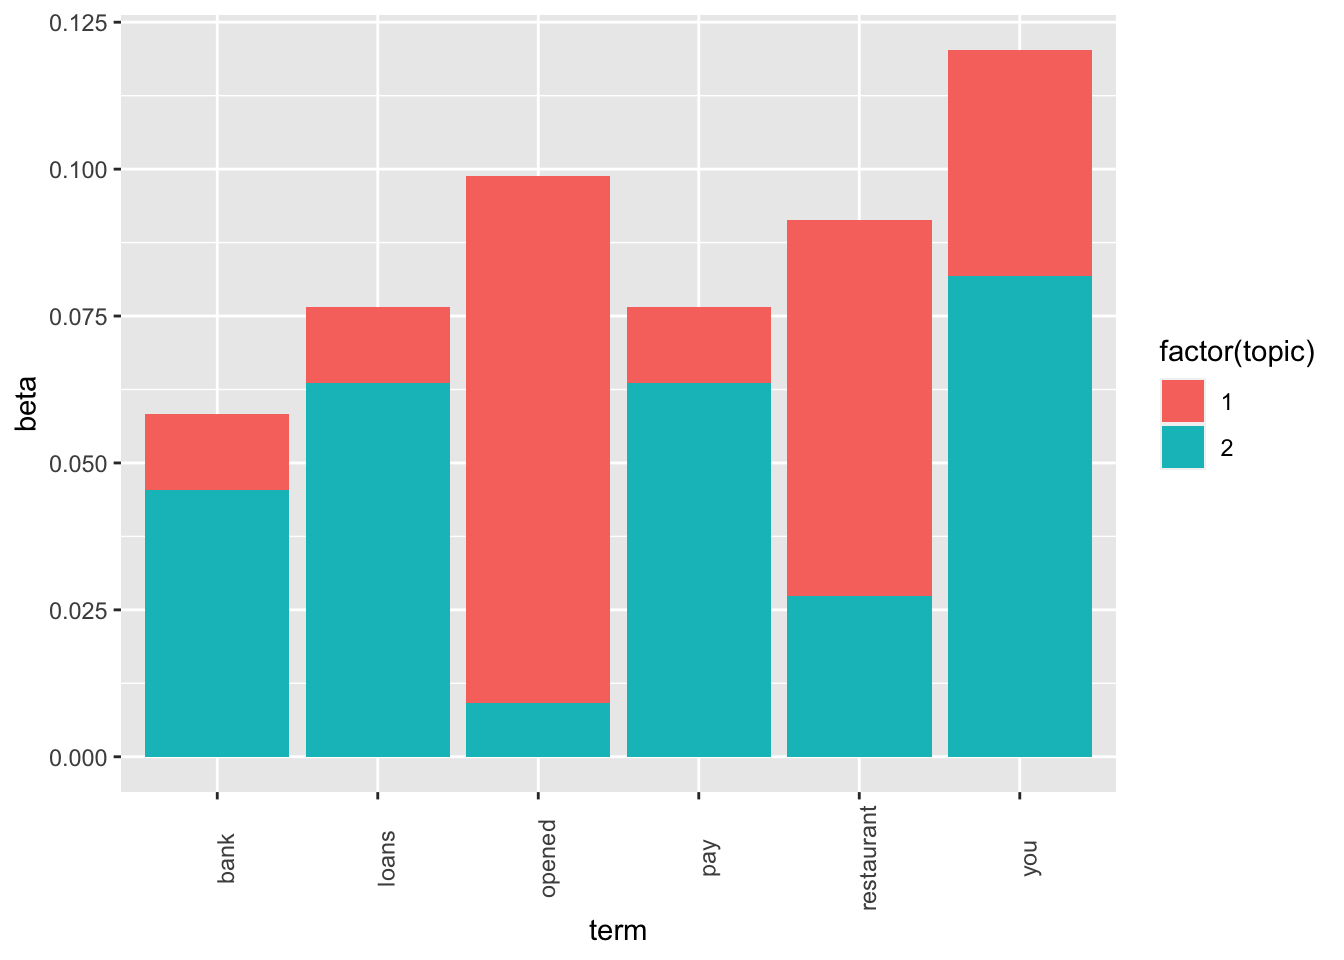 0.125
0.100
0.075
0.050
0.025
0.000
beta
bank
loans
opened
pay
restaurant
you
term
factor(topic)
1
2